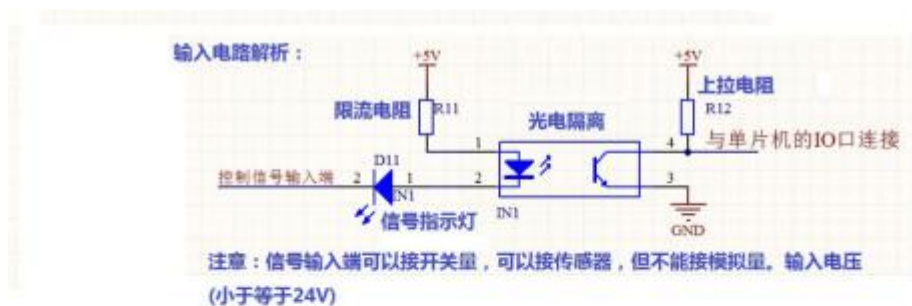 输入电路解析：
+5V
+5V
上拉电阻
限流电阻
R11
R12
光电隔离
与单片机的IO口连接
1
4
D11
控制信号输入端
2
1
2
3
IN1
IN1
信号指示灯
GND
注意：信号输入端可以接开关量，可以接传感器，但不能接模拟量。输入电压
(小于等于24V)